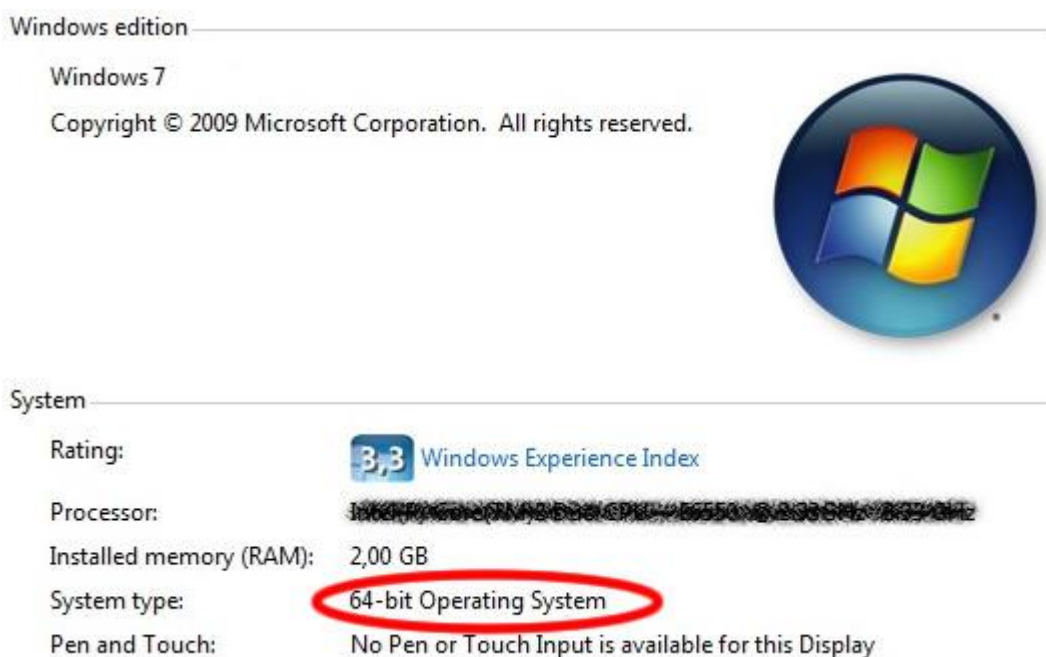 Windows edition
Windows 7
Copyright © 2009 Microsoft Corporation. All rights reserved.
System
Rating:
3,3 Windows Experience Index
Processor:
Installed memory (RAM): 2,00 GB
System type: 64-bit Operating System
Pen and Touch: No Pen or Touch Input is available for this Display